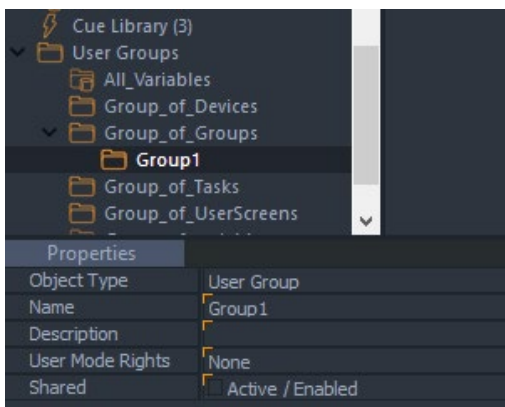 Cue Library (3)
User Groups
All_Variables
Group_of_Devices
Group_of_Groups
Group1
Group_of_Tasks
Group_of_UserScreens
Properties
Object Type User Group
Name Group1
Description
User Mode Rights None
Shared Active / Enabled